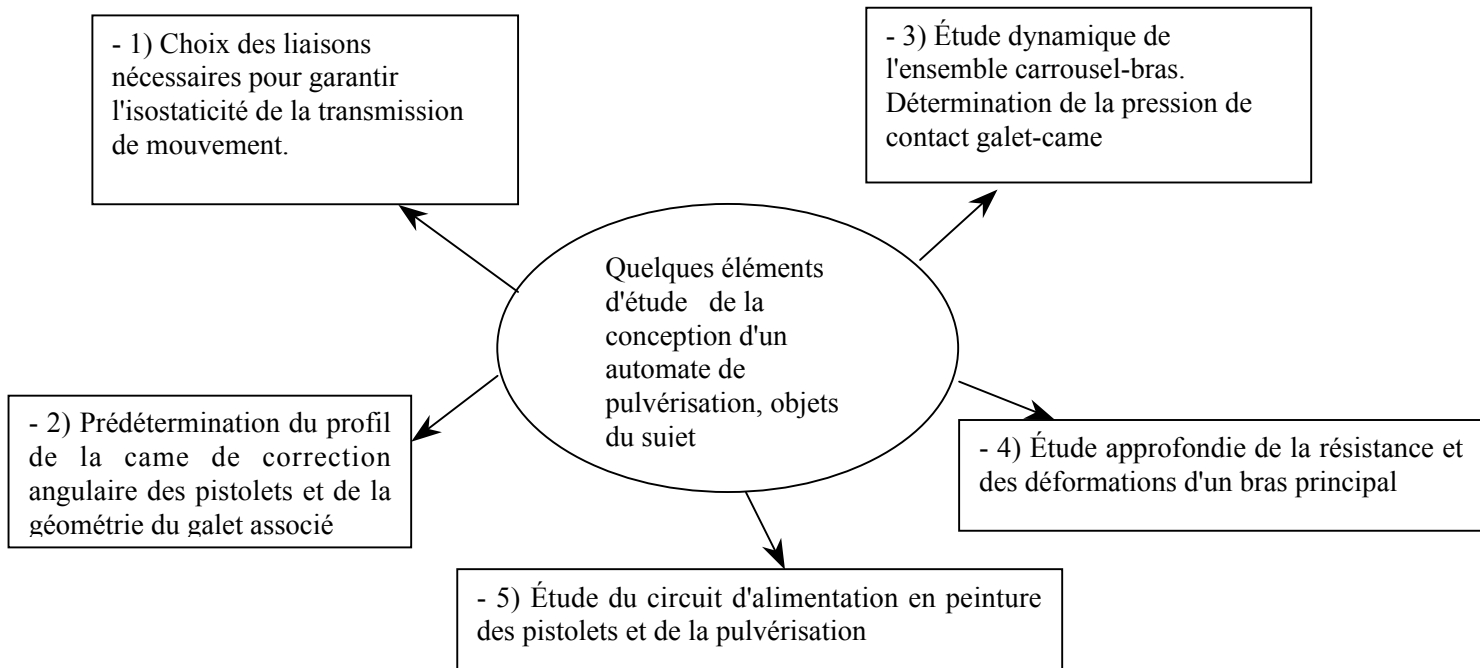 - 1) Choix des liaisons
nécessaires pour garantir
l'isostaticité de la transmission
de mouvement.
- 3) Étude dynamique de
l'ensemble carrousel-bras.
Détermination de la pression de
contact galet-came
Quelques éléments
d'étude de la
conception d'un
automate de
pulvérisation, objets
du sujet
- 2) Prédétermination du profil
de la came de correction
angulaire des pistolets et de la
géométrie du galet associé
- 4) Étude approfondie de la résistance et
des déformations d'un bras principal
- 5) Étude du circuit d'alimentation en peinture
des pistolets et de la pulvérisation